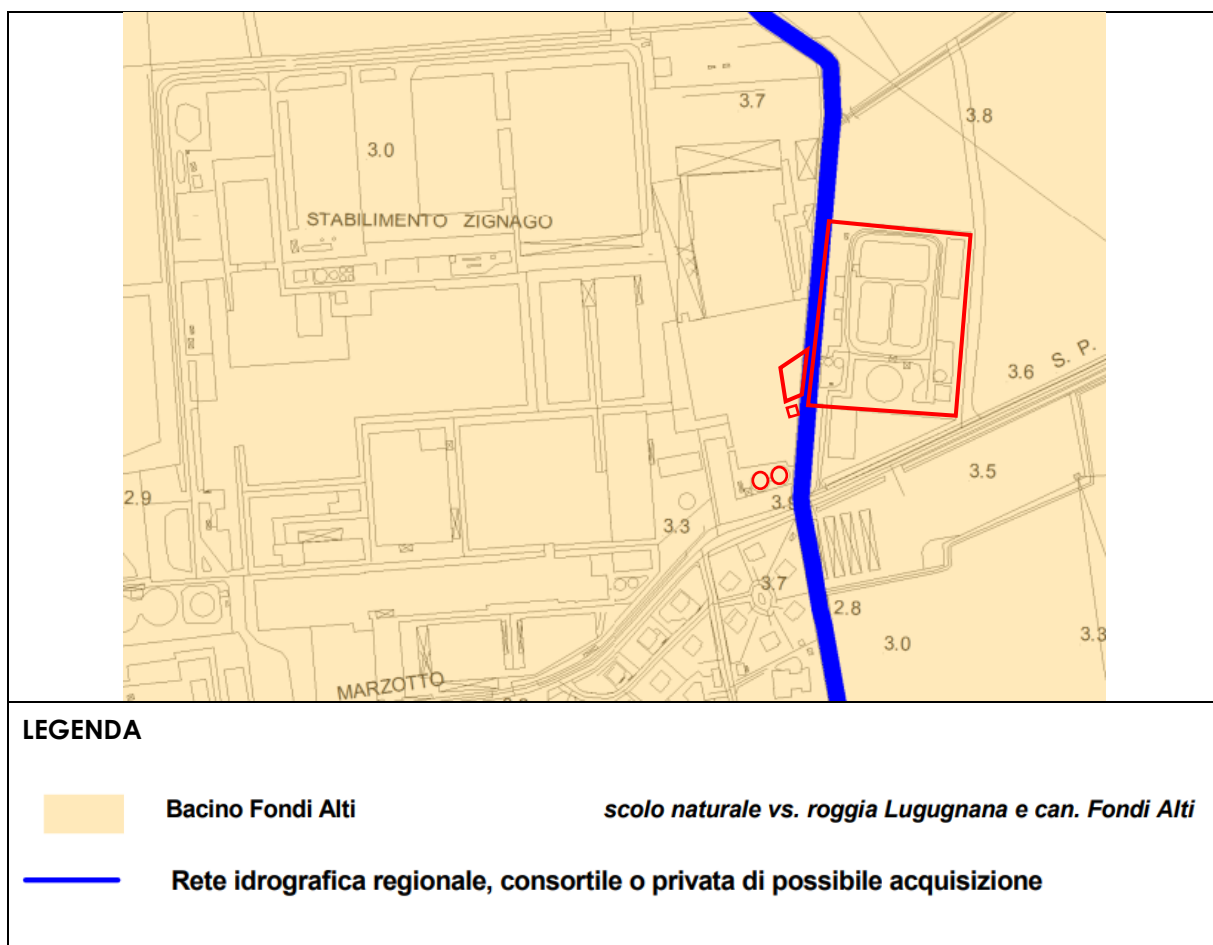 3.7
3.8
3.0
STABILIMENTO ZIGNAGO
3.6 S. P.
3.5
2.9
3.3
3.7
2.8
3.0
3.3
MARZOTTO
LEGENDA
Bacino Fondi Alti scolo naturale vs. roggia Lugugnana e can. Fondi Alti
Rete idrografica regionale, consortile o privata di possibile acquisizione